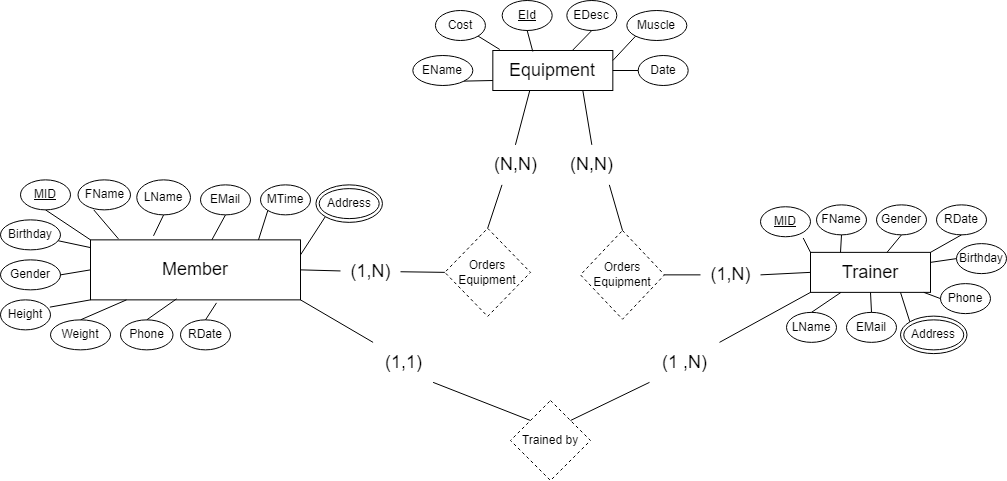 Cost
EId
EDesc
Muscle
EName
Equipment
Date
(N,N)
(N,N)
MID
FName
LName
EMail
MTime
Address
Birthday
Gender
Height
Weight
Phone
RDate
Member
(1,N)
Orders
Equipment
Orders
Equipment
(1,N)
MID
FName
Gender
RDate
Birthday
Trainer
Phone
LName
EMail
Address
(1,1)
(1 ,N)
Trained by